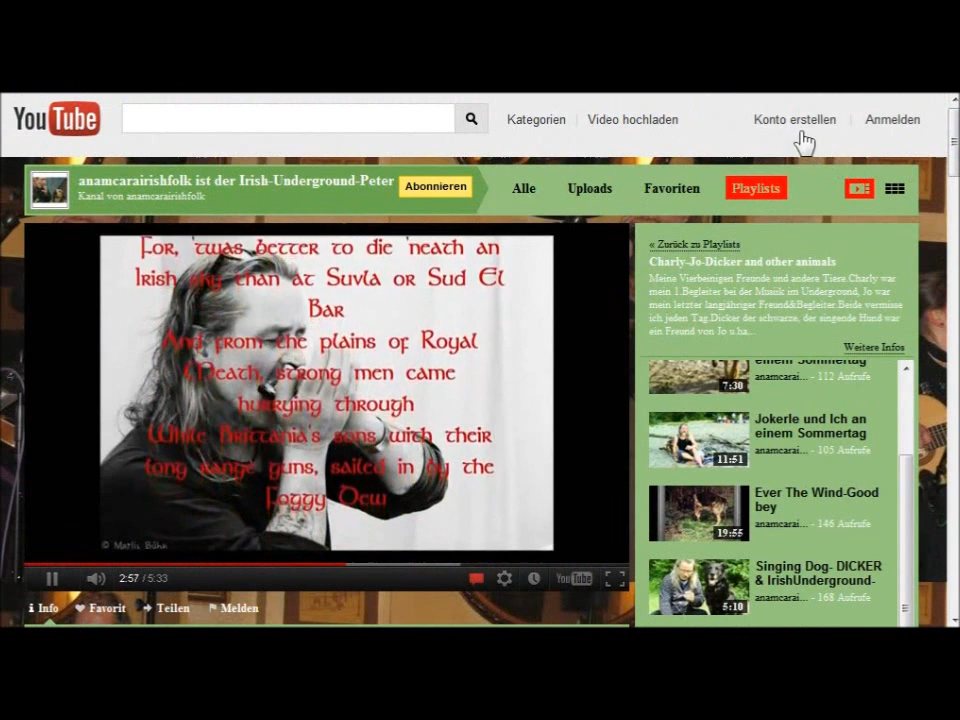 YouTube
Kategorien
Video hochladen
Konto erstellen
Anmelden
anamcarairishfolk ist der Irish-Underground-Peter
Kanal von anamcarairishfolk
Abonnieren
Alle
Uploads
Favoriten
Playlists
For, 'twas better to die 'neath an
Irish sky than at Suvla or Sud El
Bar
And from the plains of Royal
Meath, strong men came
hurrying through
While Brittania's sons with their
long range guns, sailed in by the
Foggy Dew
© Marlis Bühn
2:57 / 5:33
YouTube
Info
Favorit
Teilen
Melden
« Zurück zu Playlists
Charly-Jo-Dicker and other animals
Meine Vierbeinigen Freunde und andere Tiere.Charly war
mein 1.Begleiter bei der Musik im Underground, Jo war
mein letzter langjähriger Freund&Begleiter.Beide vermisse
ich jeden Tag.Dicker der schwarze, der singende Hund war
ein Freund von Jo u.ha...
Weitere Infos
einem Sommertag
anamcarai... - 112 Aufrufe
7:30
Jokerle und Ich an
einem Sommertag
anamcarai... - 105 Aufrufe
11:51
Ever The Wind-Good
bey
anamcarai... - 146 Aufrufe
19:55
Singing Dog- DICKER
& IrishUnderground-
anamcarai... - 168 Aufrufe
5:10